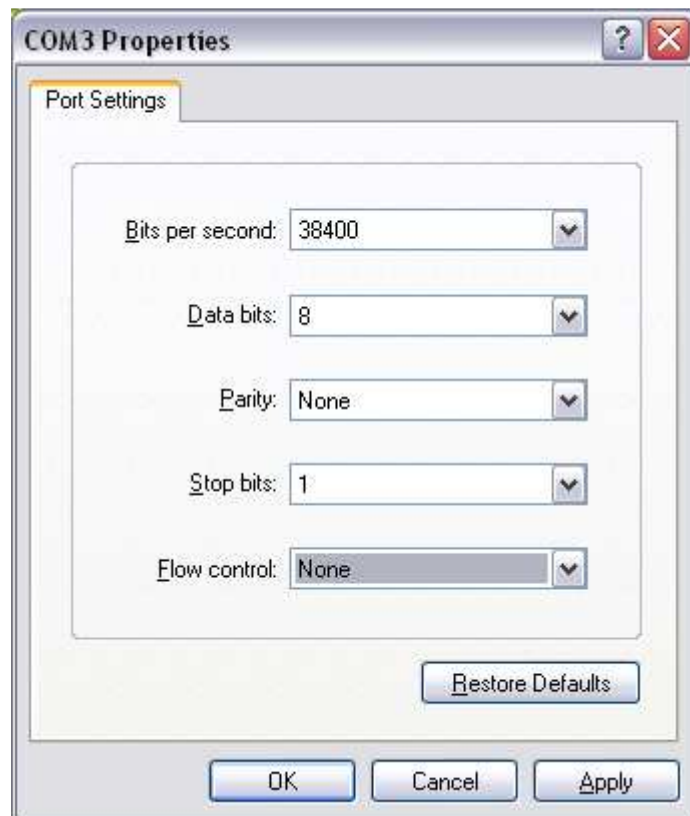 COM3 Properties
Port Settings
Bits per second: 38400
Data bits: 8
Parity: None
Stop bits: 1
Flow control: None
Restore Defaults
OK Cancel Apply